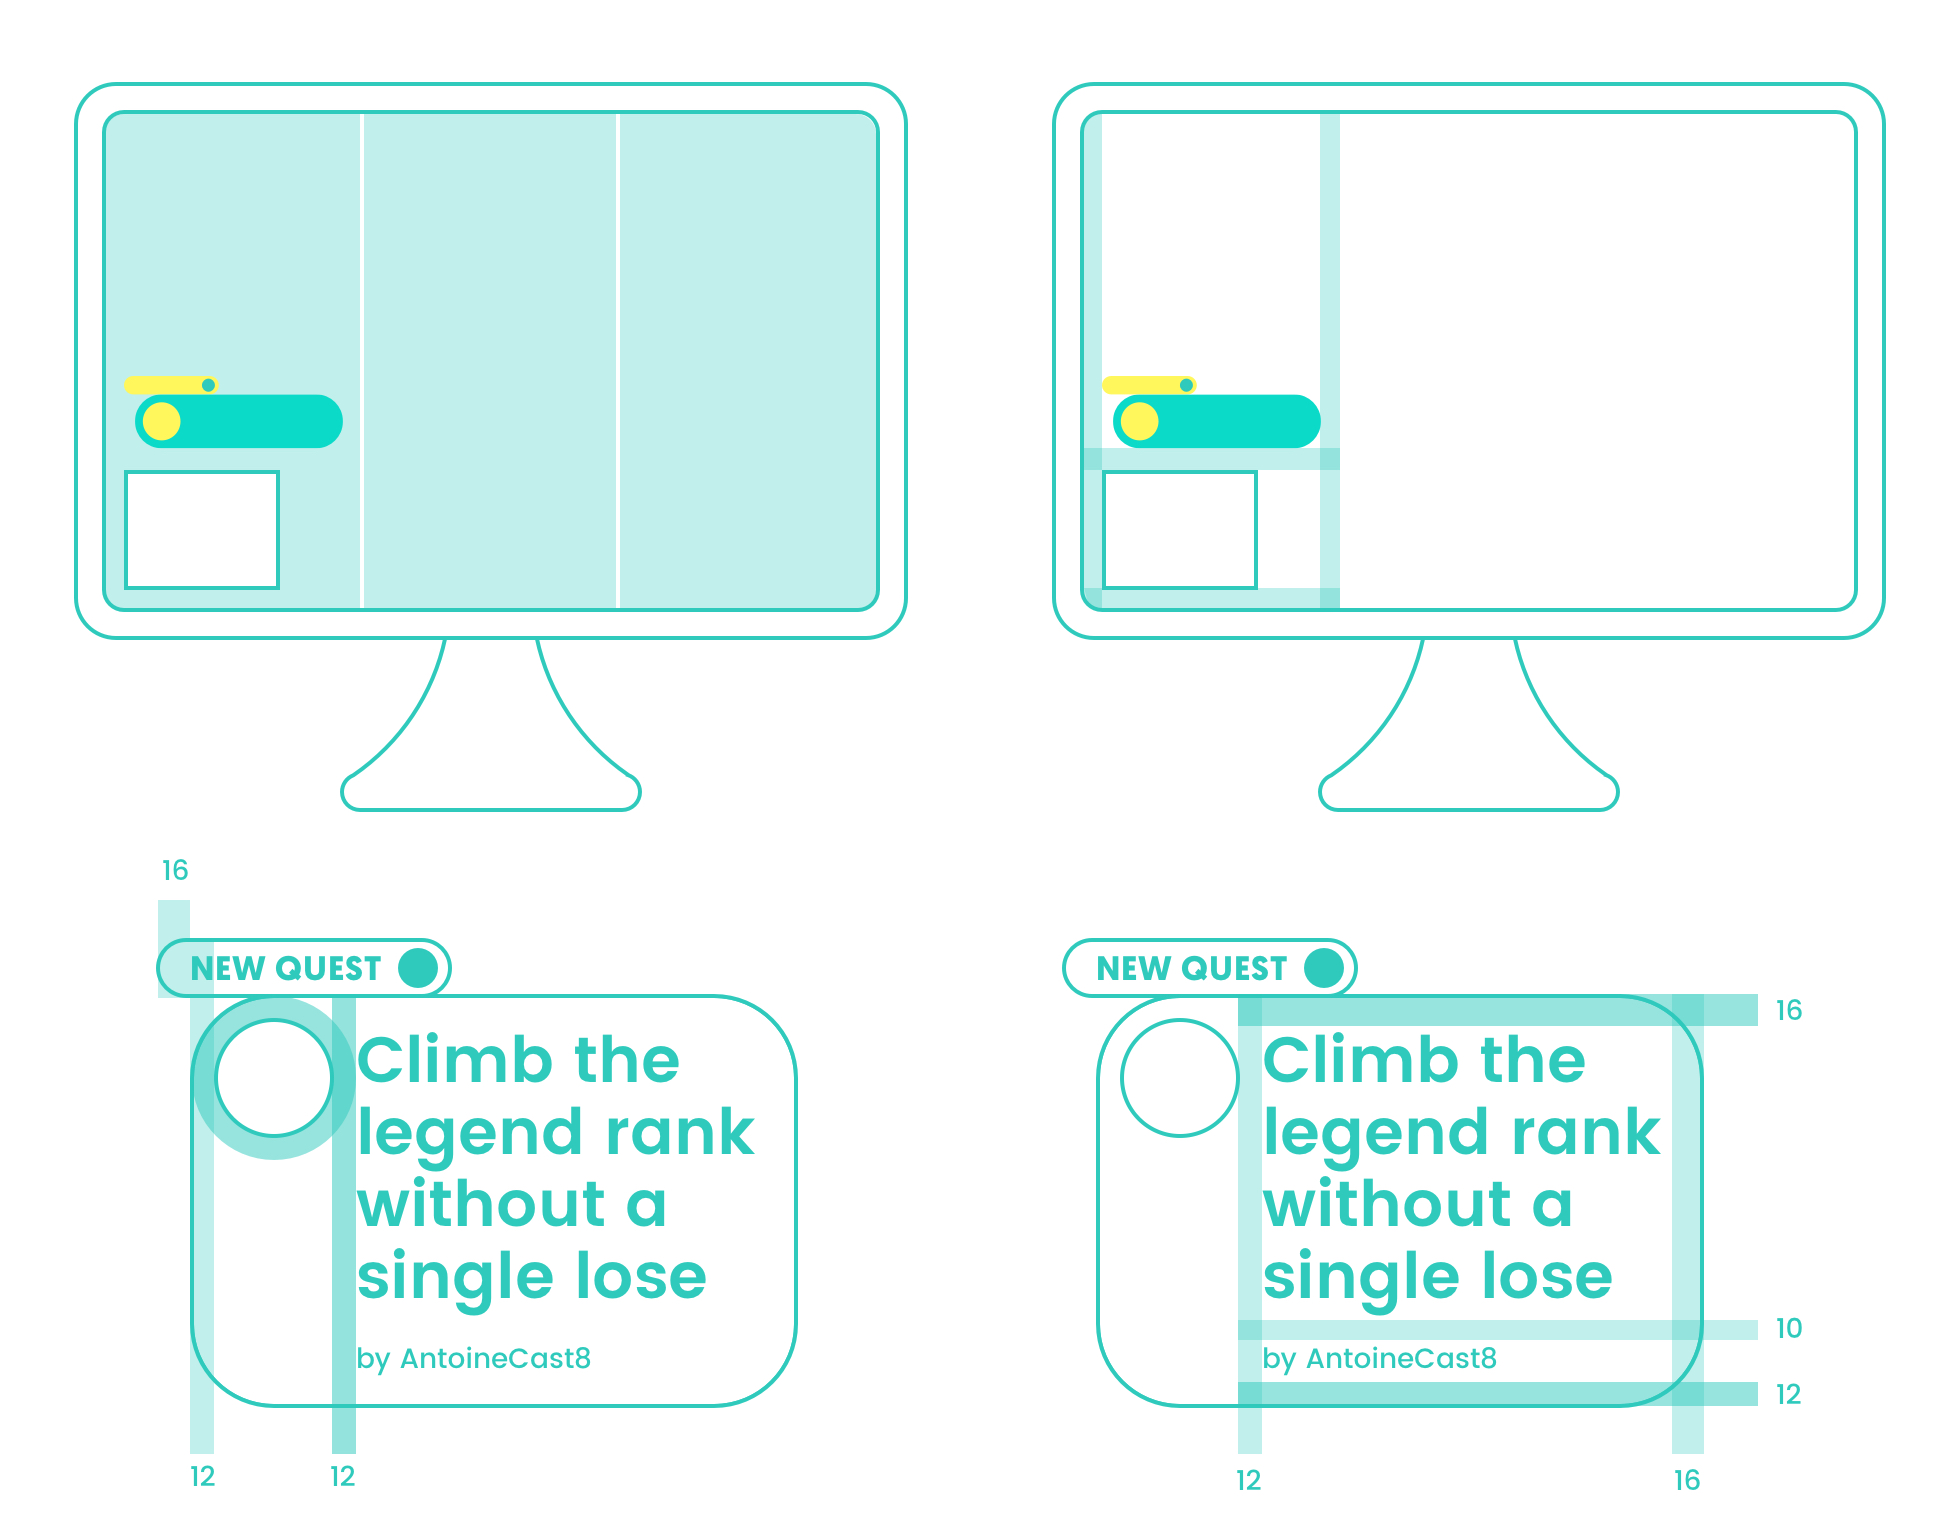 16
NEW QUEST
Climb the
legend rank
without a
single lose
by AntoineCast8
12
12
NEW QUEST
16
Climb the
legend rank
without a
single lose
10
by AntoineCast8
12
12
16